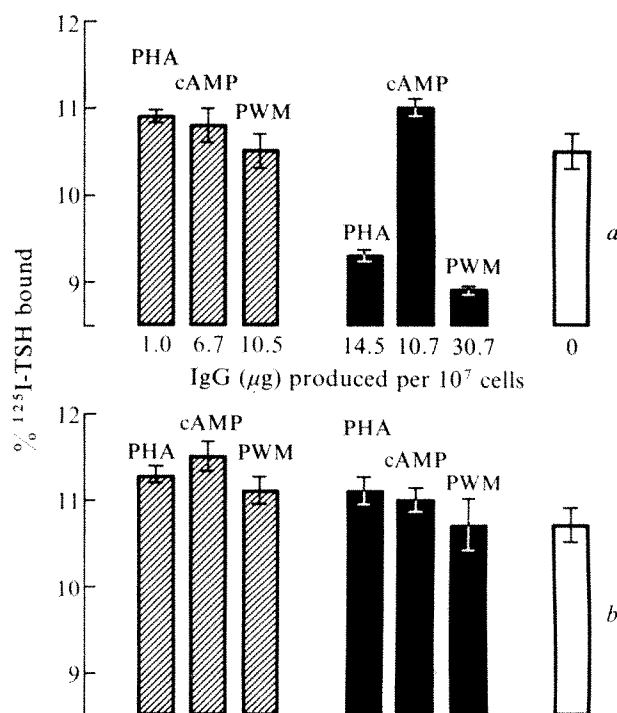 12
PHA
cAMP
PWM
11
10
PHA
cAMP
PWM
9
a
1.0 6.7 10.5 14.5 10.7 30.7 0
IgG (μg) produced per 10⁷ cells
% ¹²⁵I-TSH bound
12
PHA
cAMP
PWM
11
PHA
cAMP
PWM
10
b
9